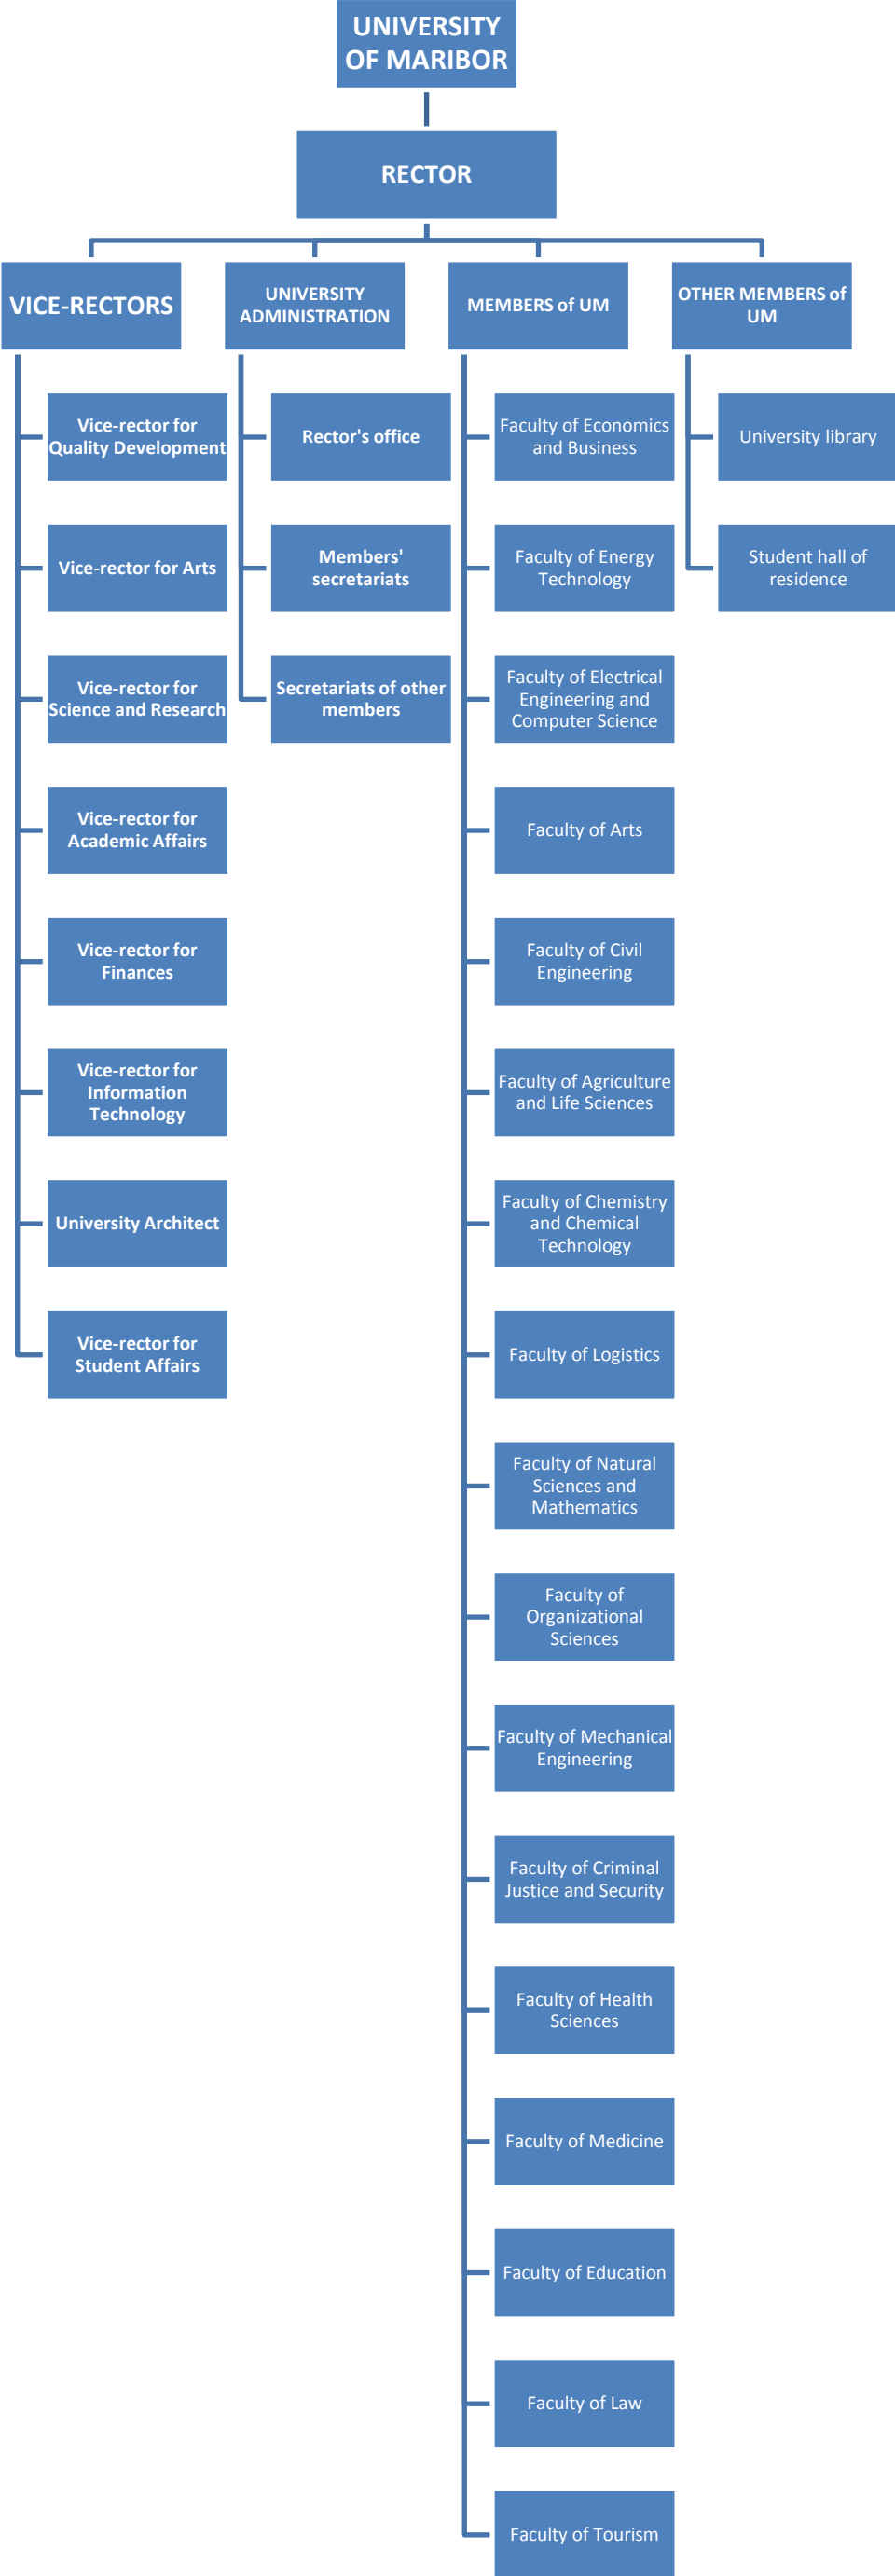 UNIVERSITY
OF MARIBOR
RECTOR
VICE-RECTORS
Vice-rector for
Quality Development
Vice-rector for Arts
Vice-rector for
Science and Research
Vice-rector for
Academic Affairs
Vice-rector for
Finances
Vice-rector for
Information
Technology
University Architect
Vice-rector for
Student Affairs
UNIVERSITY
ADMINISTRATION
Rector's office
Members'
secretariats
Secretariats of other
members
MEMBERS of UM
Faculty of Economics
and Business
Faculty of Energy
Technology
Faculty of Electrical
Engineering and
Computer Science
Faculty of Arts
Faculty of Civil
Engineering
Faculty of Agriculture
and Life Sciences
Faculty of Chemistry
and Chemical
Technology
Faculty of Logistics
Faculty of Natural
Sciences and
Mathematics
Faculty of
Organizational
Sciences
Faculty of Mechanical
Engineering
Faculty of Criminal
Justice and Security
Faculty of Health
Sciences
Faculty of Medicine
Faculty of Education
Faculty of Law
Faculty of Tourism
OTHER MEMBERS of
UM
University library
Student hall of
residence